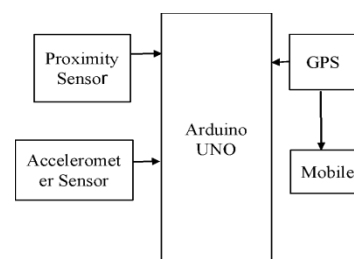 Proximity
Sensor
Acceleromet
er Sensor
Arduino
UNO
GPS
Mobile